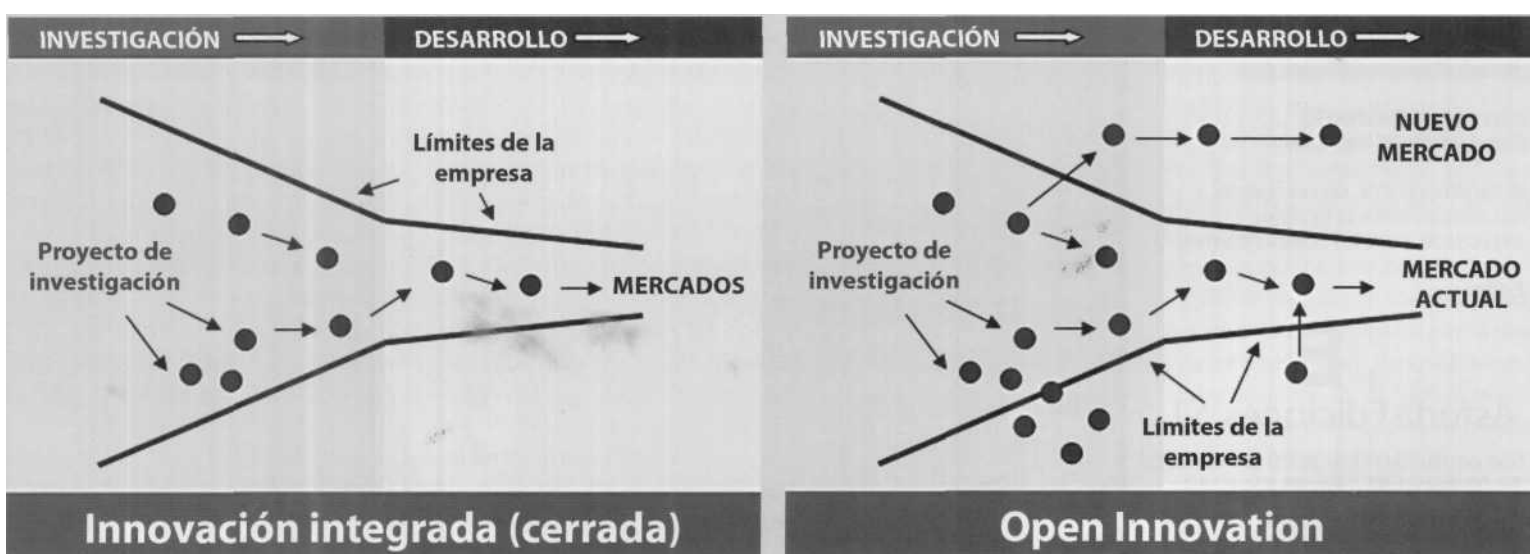 INVESTIGACIÓN
DESARROLLO
Límites de la
empresa
Proyecto de
investigación
MERCADOS
Innovación integrada (cerrada)
INVESTIGACIÓN
DESARROLLO
NUEVO
MERCADO
Proyecto de
investigación
MERCADO
ACTUAL
Límites de la
empresa
Open Innovation